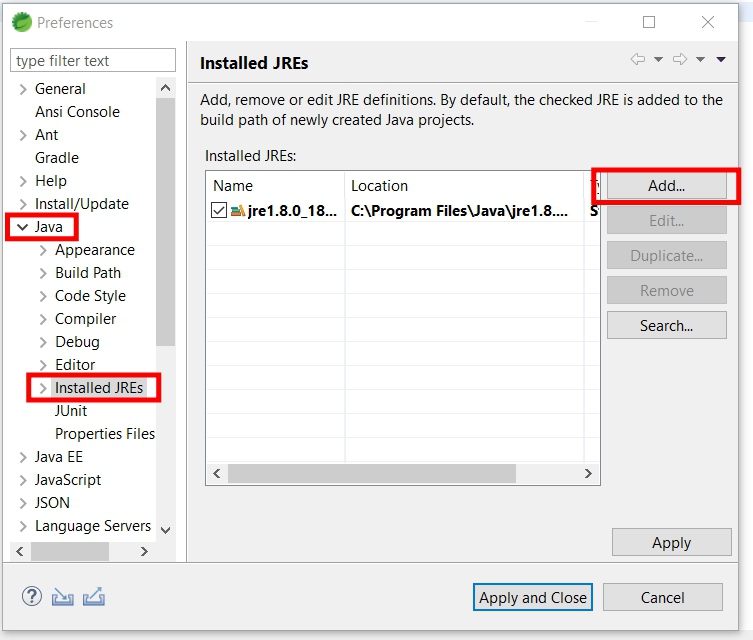 Preferences
type filter text
General
Ansi Console
Ant
Gradle
Help
Install/Update
Java
Appearance
Build Path
Code Style
Compiler
Debug
Editor
Installed JREs
JUnit
Properties Files
Java EE
JavaScript
JSON
Language Servers
Installed JREs
Add, remove or edit JRE definitions. By default, the checked JRE is added to the
build path of newly created Java projects.
Installed JREs:
Name Location
jre1.8.0_18... C:\Program Files\Java\jre1.8.... S
Add...
Edit...
Duplicate...
Remove
Search...
Apply
? Apply and Close Cancel